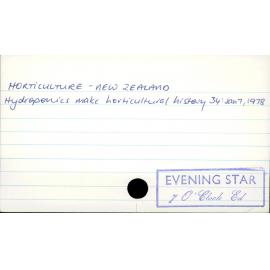 HORTICULTURE - NEW ZEALAND
Hydroponics make horticultural history 34: Jan 7, 1978
EVENING STAR
7 O'Clock Ed